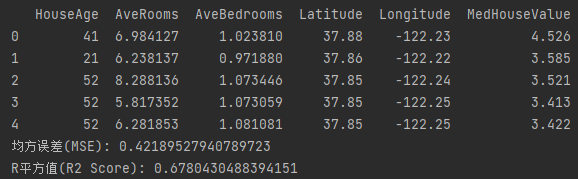 HouseAge AveRooms AveBedrooms Latitude Longitude MedHouseValue
0 41 6.984127 1.023810 37.88 -122.23 4.526
1 21 6.238137 0.971880 37.86 -122.22 3.585
2 52 8.288136 1.073446 37.85 -122.24 3.521
3 52 5.817352 1.073059 37.85 -122.25 3.413
4 52 6.281853 1.081081 37.85 -122.25 3.422
均方误差(MSE): 0.42189527940789723
R平方值(R2 Score): 0.6780430488394151